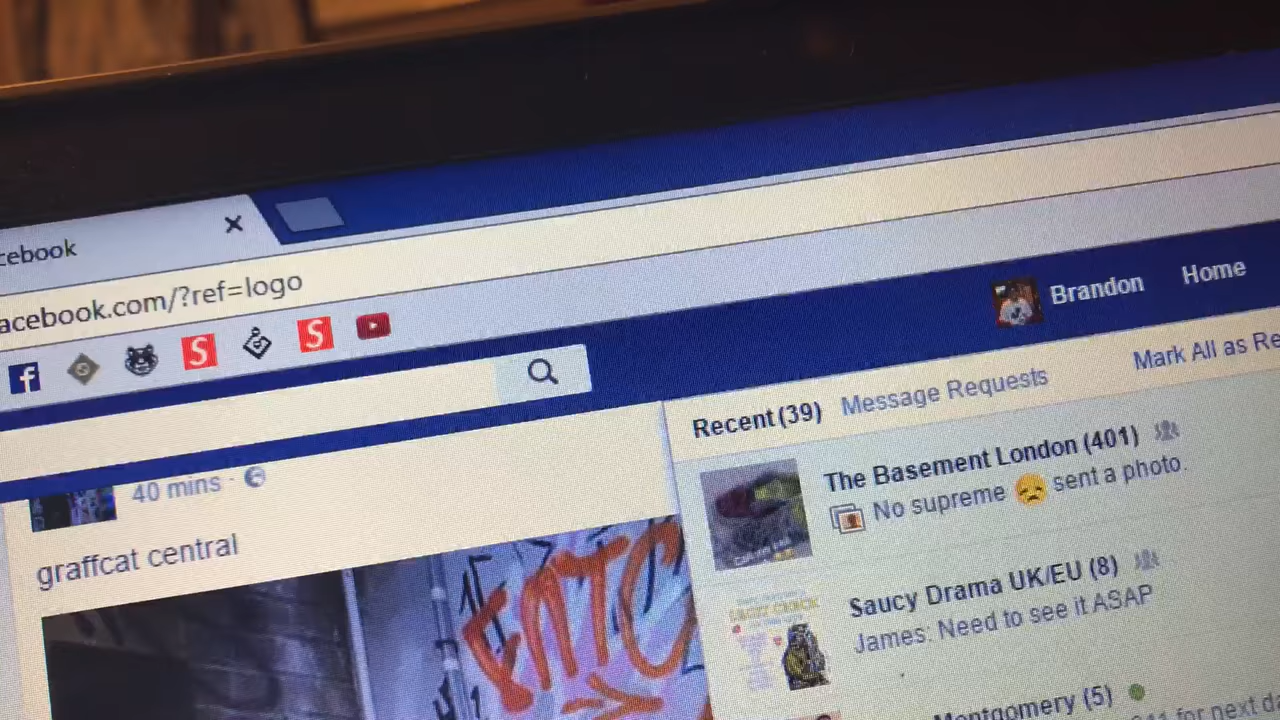 cebook
acebook.com/?ref=logo
f S S
Brandon Home
Recent (39) Message Requests Mark All as Re
The Basement London (401)
No supreme 😞 sent a photo.
Saucy Drama UK/EU (8)
James: Need to see it ASAP
Montgomery (5)
for next d
40 mins
graffcat central